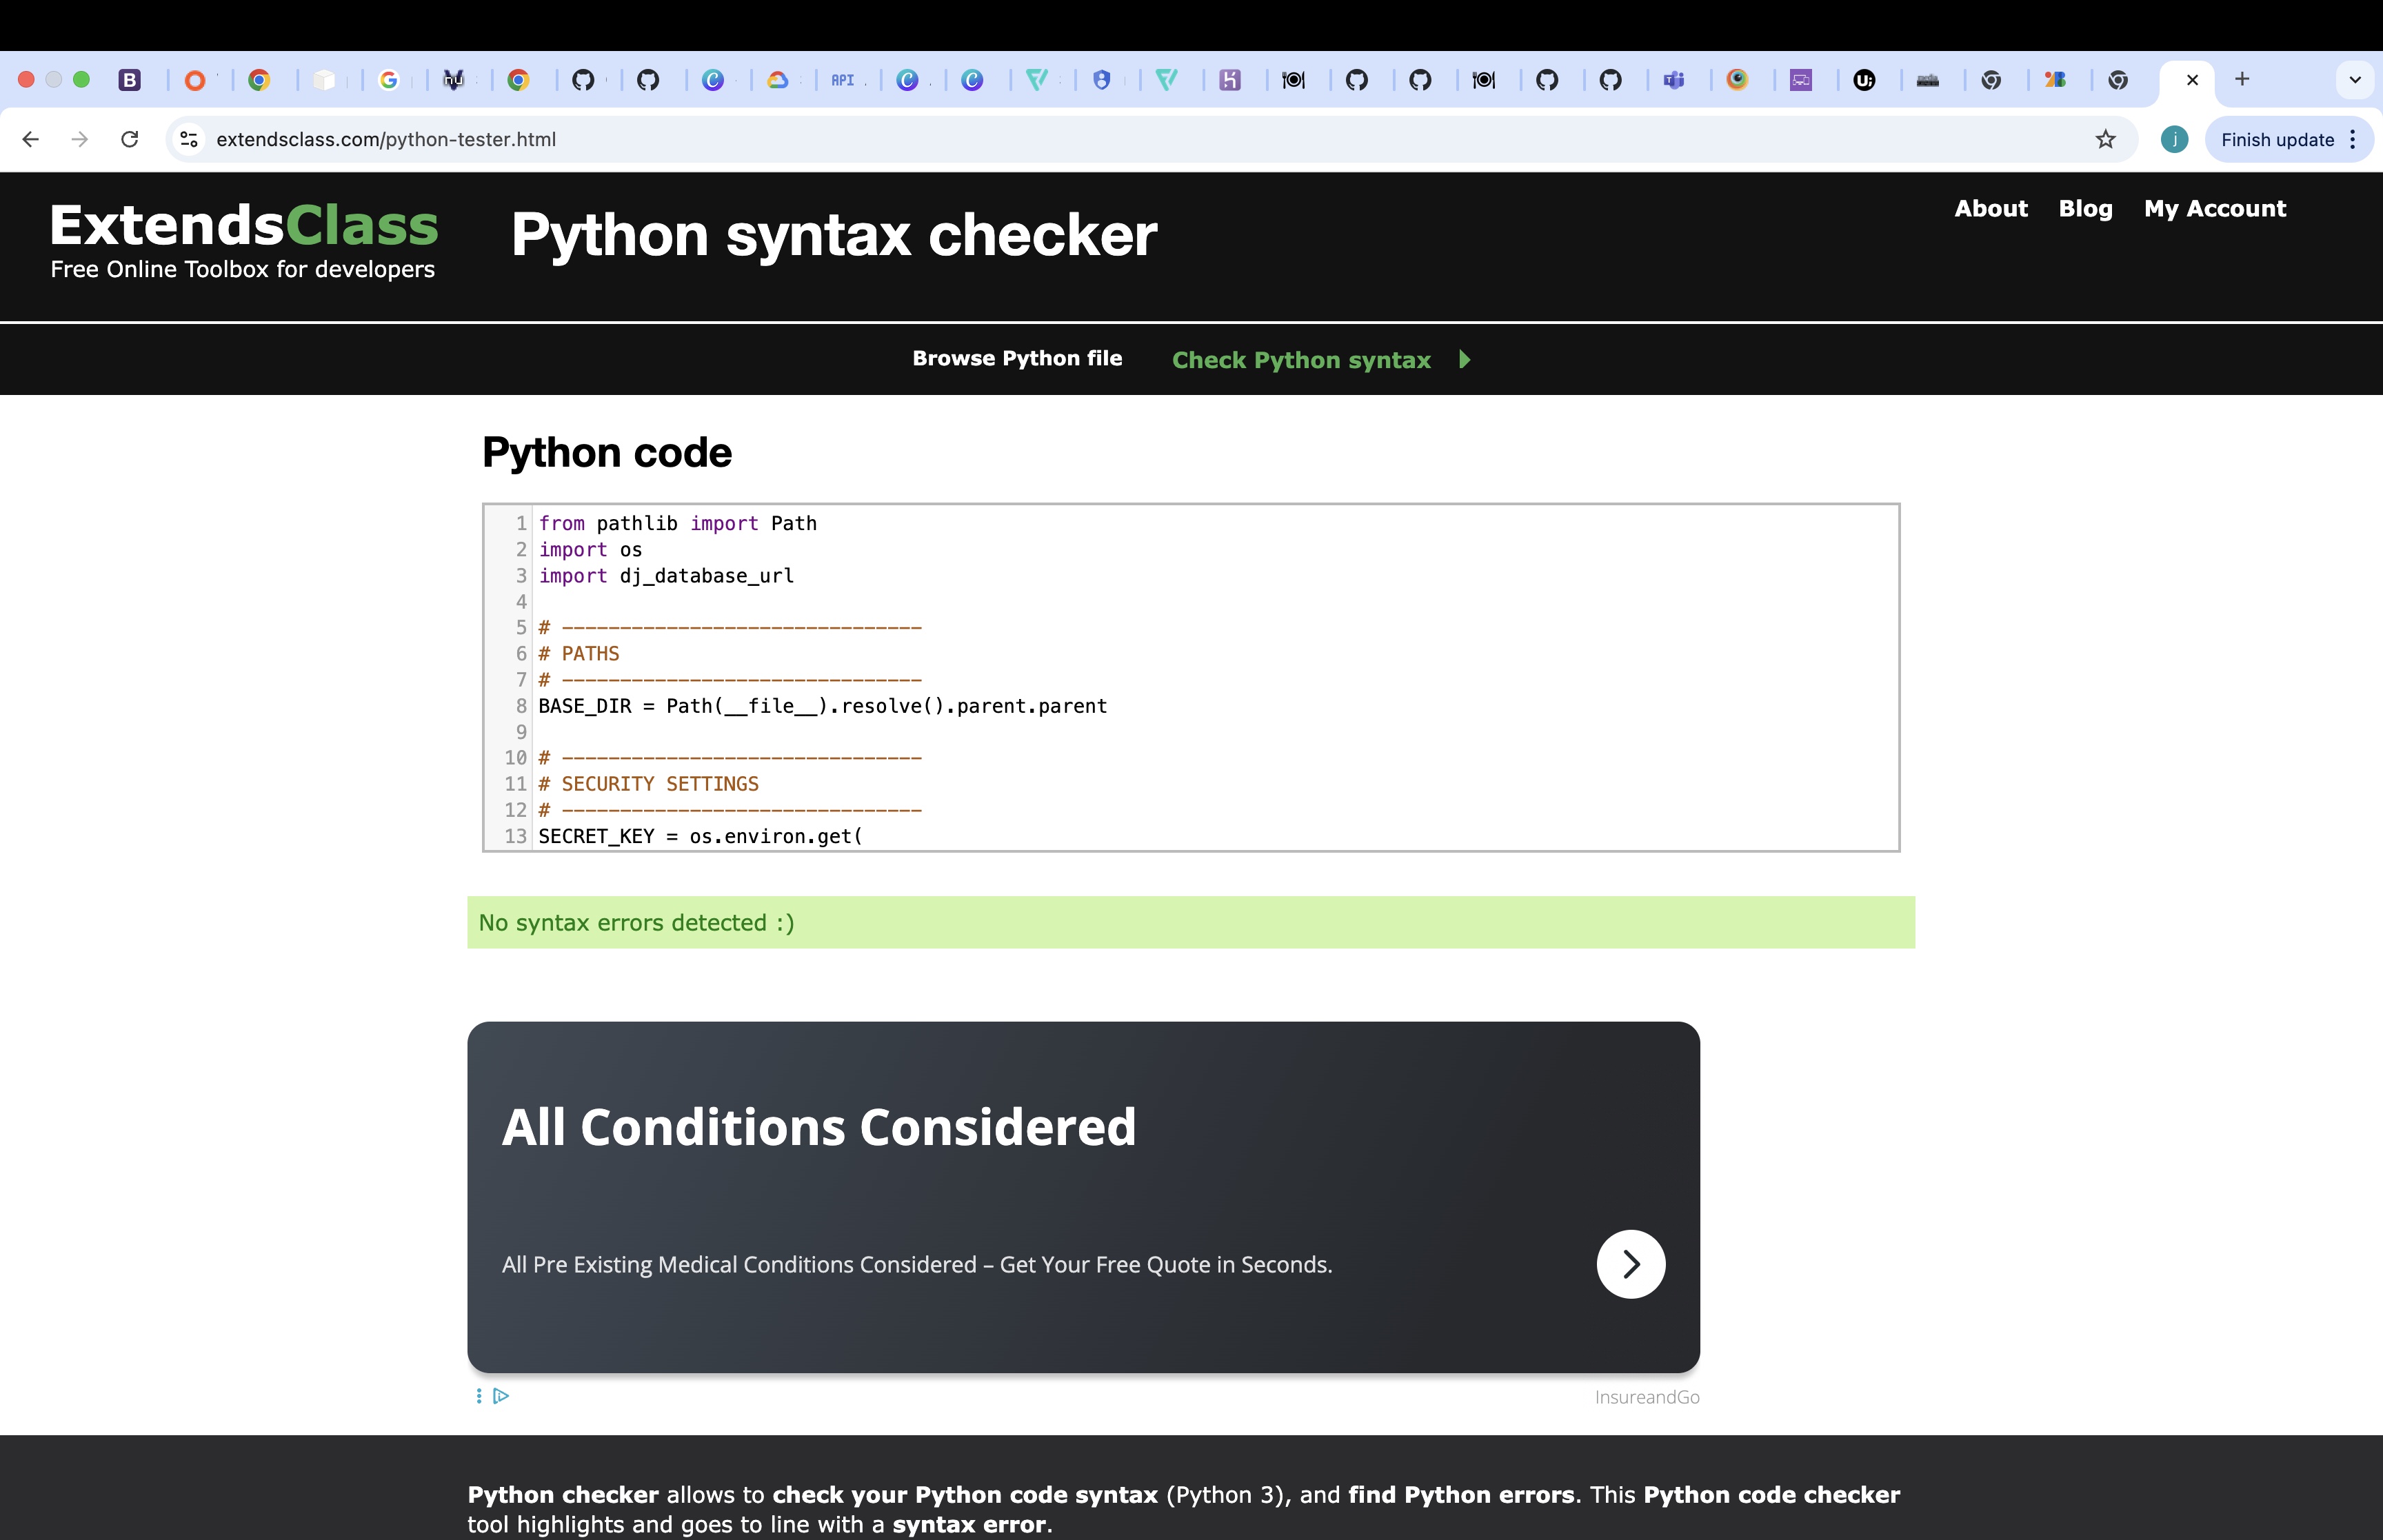 extendsclass.com/python-tester.html
Finish update
ExtendsClass
Free Online Toolbox for developers
Python syntax checker
About Blog My Account
Browse Python file Check Python syntax
Python code
1 from pathlib import Path
2 import os
3 import dj_database_url
4
5 # -------------------------------
6 # PATHS
7 # -------------------------------
8 BASE_DIR = Path(__file__).resolve().parent.parent
9
10 # -------------------------------
11 # SECURITY SETTINGS
12 # -------------------------------
13 SECRET_KEY = os.environ.get(
No syntax errors detected :)
All Conditions Considered
All Pre Existing Medical Conditions Considered – Get Your Free Quote in Seconds.
InsureandGo
Python checker allows to check your Python code syntax (Python 3), and find Python errors. This Python code checker
tool highlights and goes to line with a syntax error.